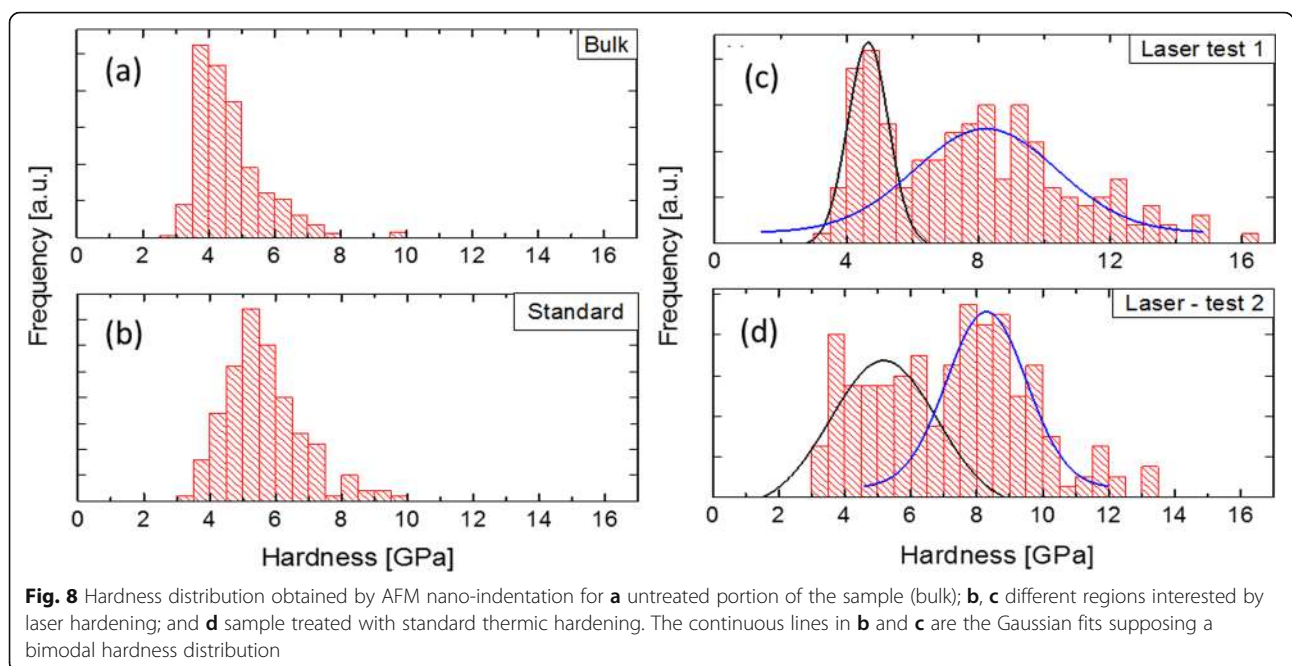 Bulk
(a)
0 2 4 6 8 10 12 14 16
Standard
(b)
0 2 4 6 8 10 12 14 16
Frequency [a.u.]
Hardness [GPa]
Laser test 1
(c)
0 4 8 12 16
Laser - test 2
(d)
0 2 4 6 8 10 12 14 16
Frequency [a.u.]
Hardness [GPa]
Fig. 8 Hardness distribution obtained by AFM nano-indentation for a untreated portion of the sample (bulk); b, c different regions interested by
laser hardening; and d sample treated with standard thermic hardening. The continuous lines in b and c are the Gaussian fits supposing a
bimodal hardness distribution